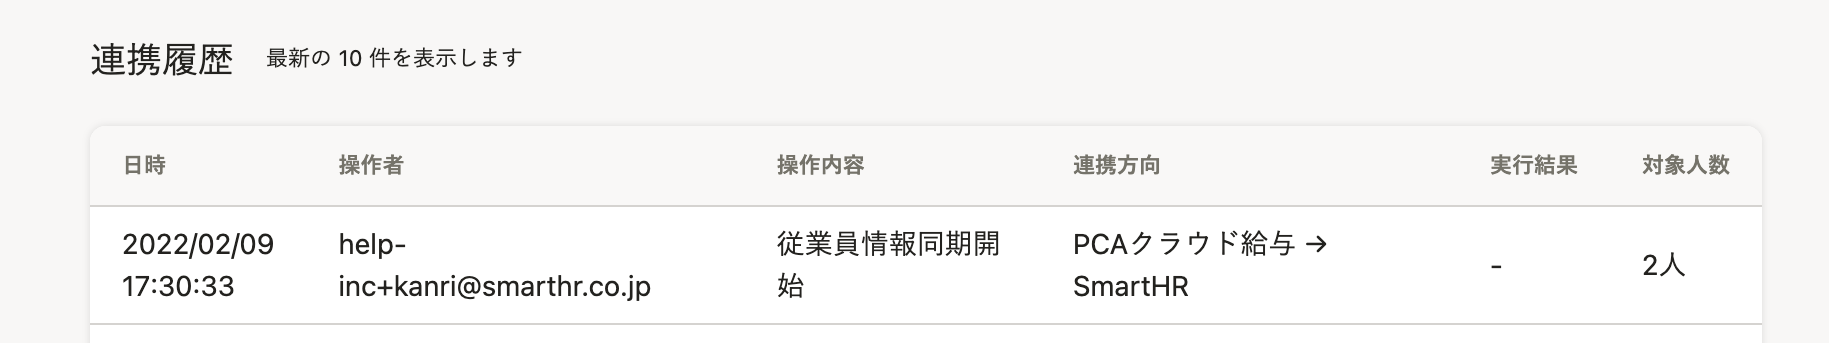 連携履歴 最新の 10 件を表示します
日時 操作者 操作内容 連携方向 実行結果 対象人数
2022/02/09 help- 従業員情報同期開 PCAクラウド給与 →
17:30:33 inc+kanri@smarthr.co.jp 始 SmartHR - 2人